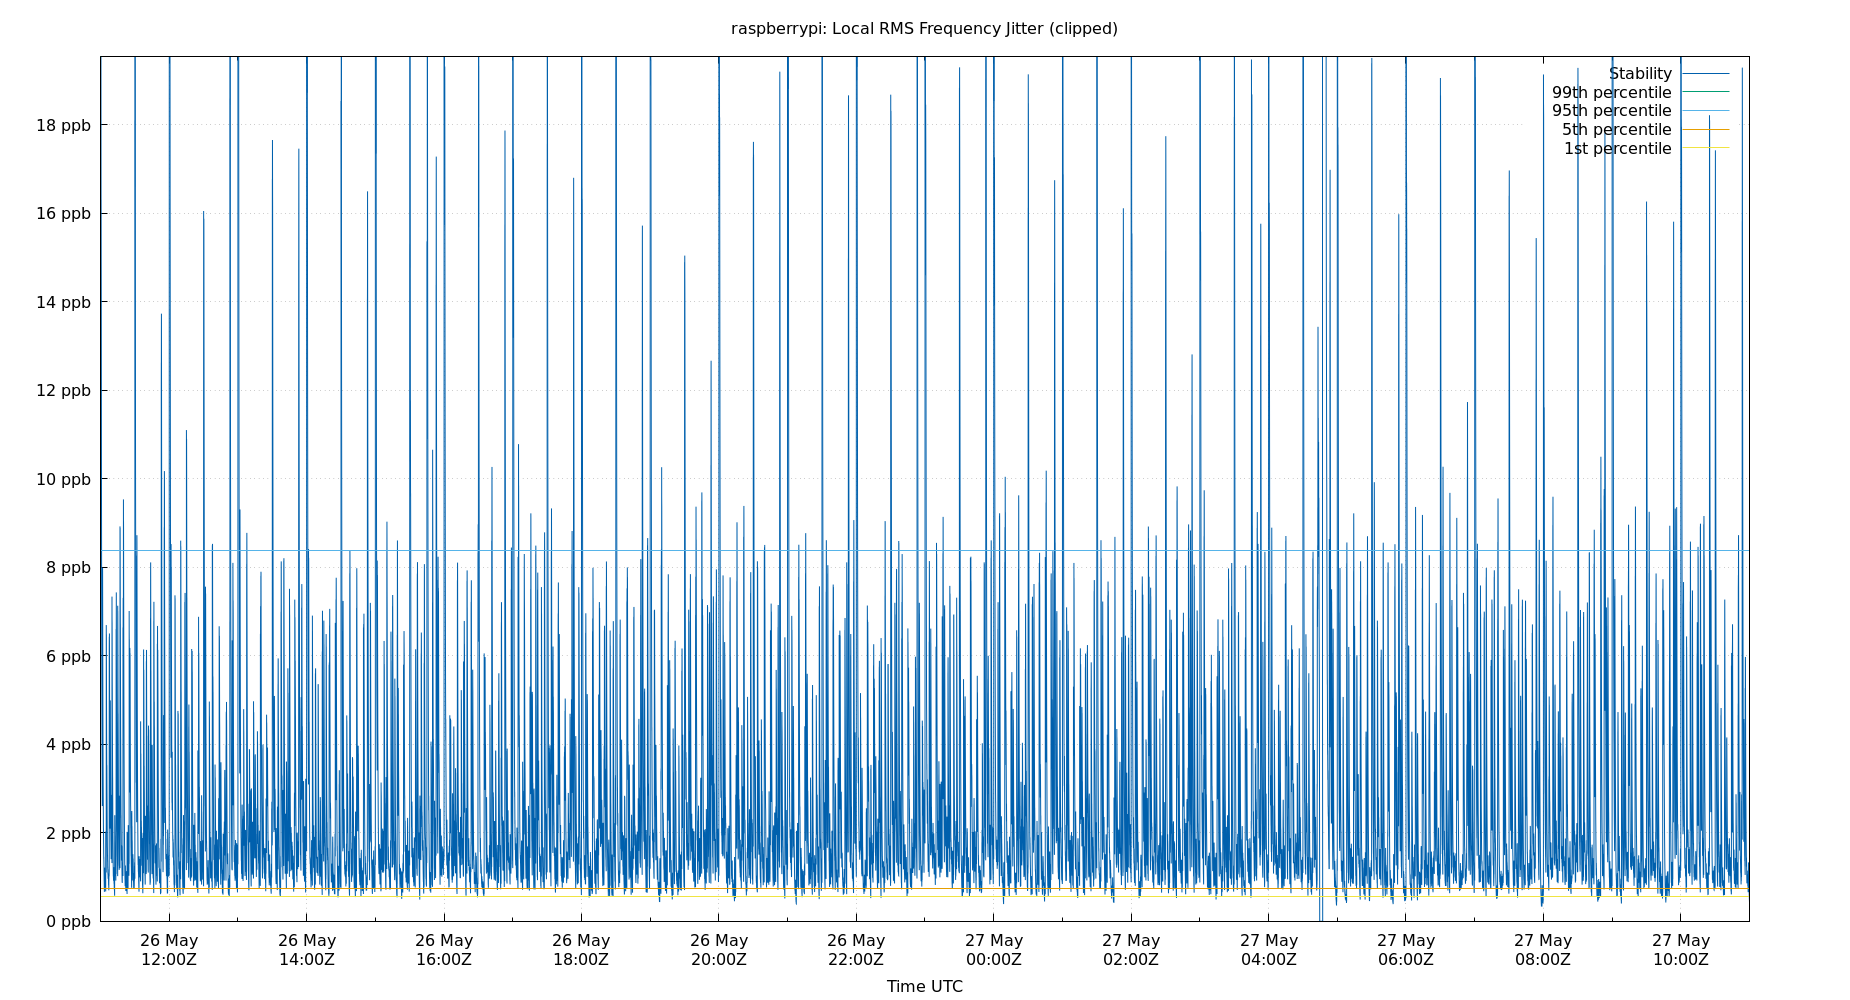 raspberrypi: Local RMS Frequency Jitter (clipped)
Stability
99th percentile
95th percentile
5th percentile
1st percentile
18 ppb
16 ppb
14 ppb
12 ppb
10 ppb
8 ppb
6 ppb
4 ppb
2 ppb
0 ppb
26 May 26 May 26 May 26 May 26 May 26 May 27 May 27 May 27 May 27 May 27 May 27 May
12:00Z 14:00Z 16:00Z 18:00Z 20:00Z 22:00Z 00:00Z 02:00Z 04:00Z 06:00Z 08:00Z 10:00Z
Time UTC